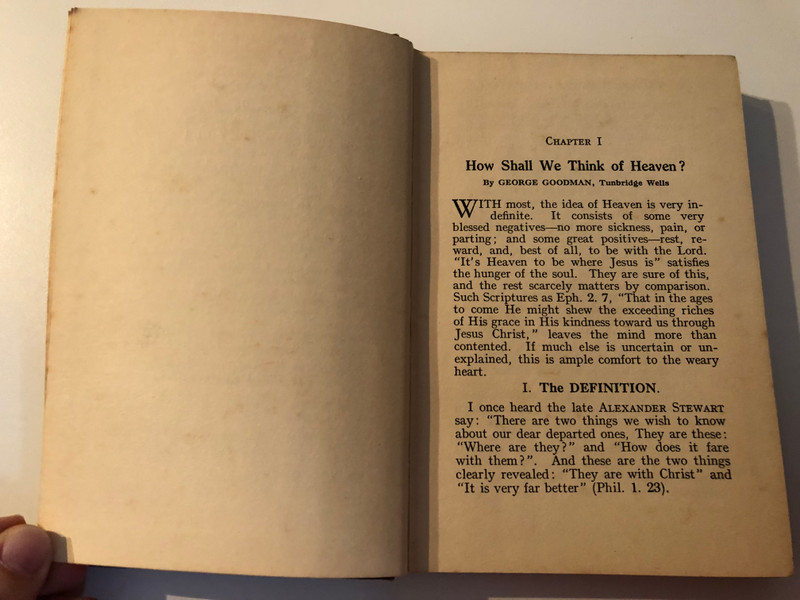 CHAPTER I
How Shall We Think of Heaven?
By GEORGE GOODMAN, Tunbridge Wells
WITH most, the idea of Heaven is very in-
definite. It consists of some very
blessed negatives—no more sickness, pain, or
parting; and some great positives—rest, re-
ward, and, best of all, to be with the Lord.
"It's Heaven to be where Jesus is" satisfies
the hunger of the soul. They are sure of this,
and the rest scarcely matters by comparison.
Such Scriptures as Eph. 2. 7, "That in the ages
to come He might shew the exceeding riches
of His grace in His kindness toward us through
Jesus Christ," leaves the mind more than
contented. If much else is uncertain or un-
explained, this is ample comfort to the weary
heart.
I. The DEFINITION.
I once heard the late ALEXANDER STEWART
say: "There are two things we wish to know
about our dear departed ones, They are these:
"Where are they?" and "How does it fare
with them?". And these are the two things
clearly revealed: "They are with Christ" and
"It is very far better" (Phil. 1. 23).